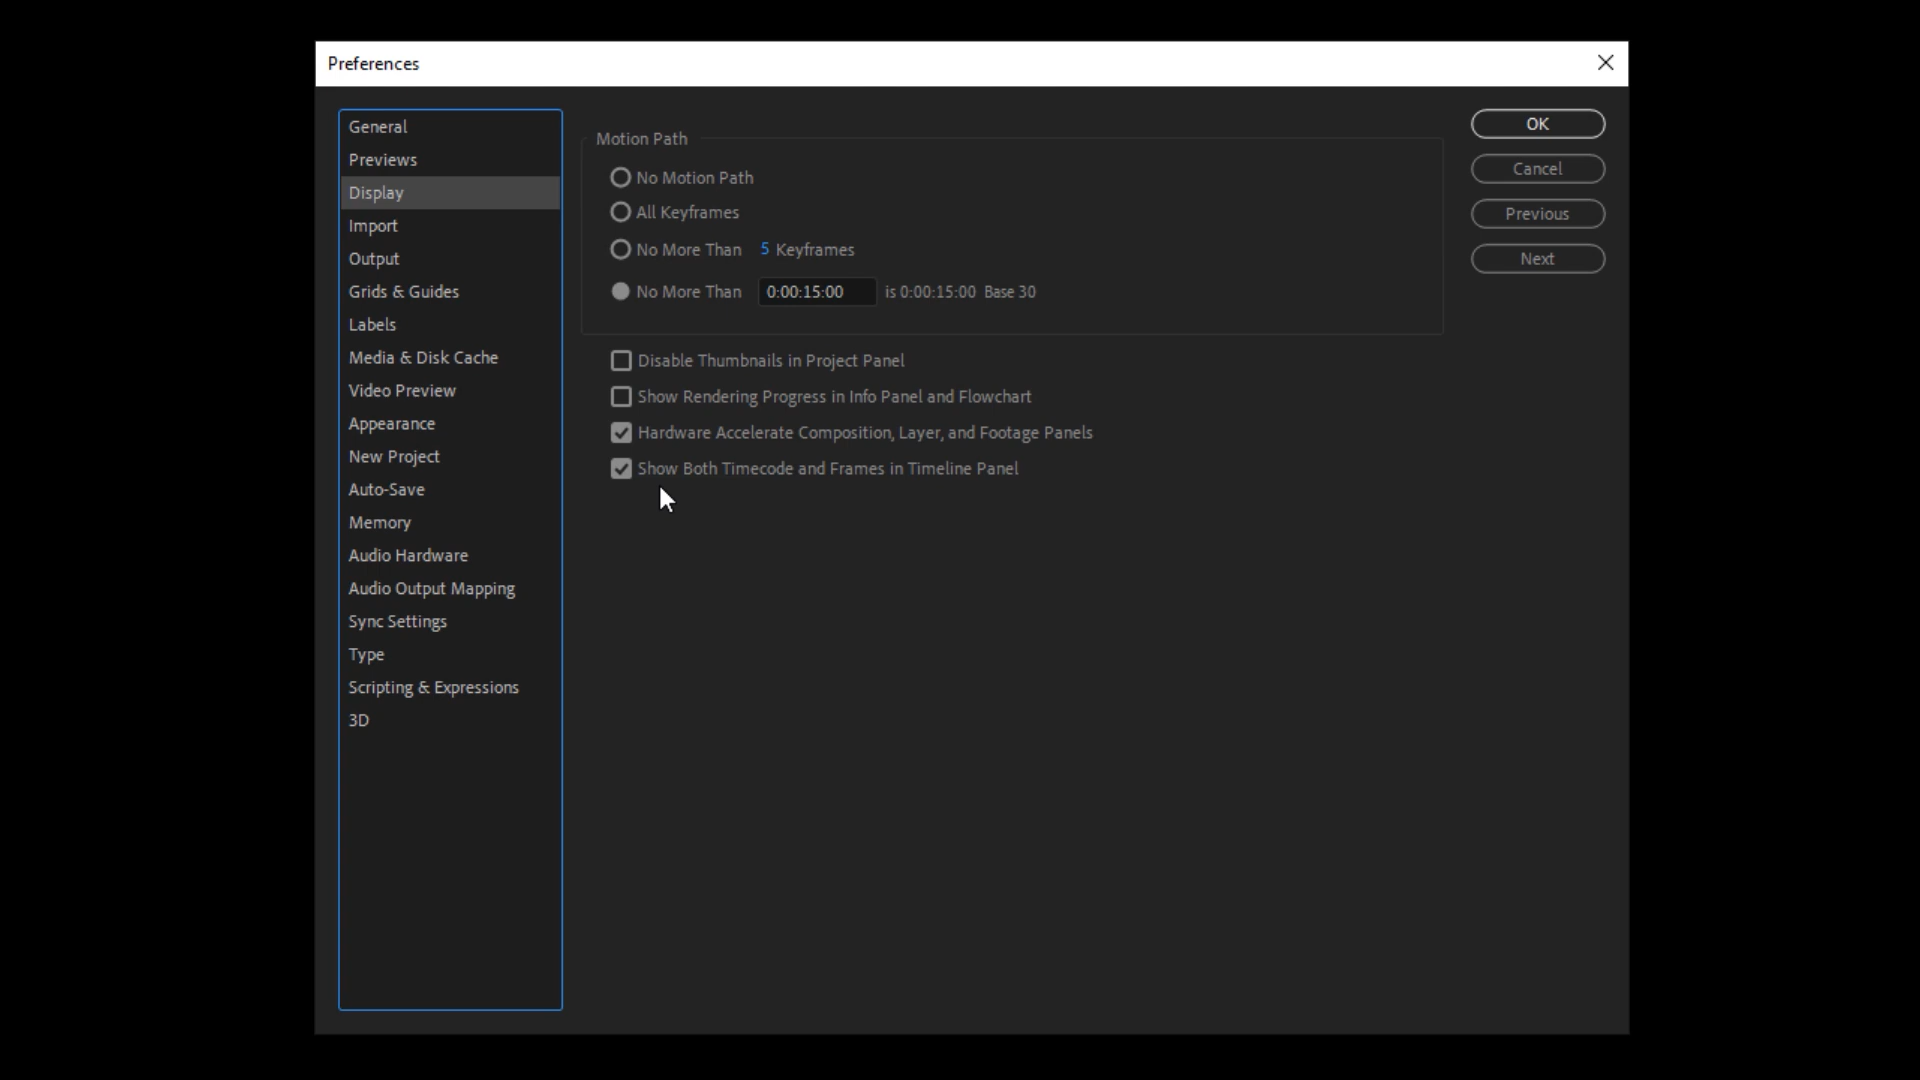 Preferences
General
Previews
Display
Import
Output
Grids & Guides
Labels
Media & Disk Cache
Video Preview
Appearance
New Project
Auto-Save
Memory
Audio Hardware
Audio Output Mapping
Sync Settings
Type
Scripting & Expressions
3D
Motion Path
No Motion Path
All Keyframes
No More Than 5 Keyframes
No More Than 0:00:15:00 is 0:00:15:00 Base 30
Disable Thumbnails in Project Panel
Show Rendering Progress in Info Panel and Flowchart
Hardware Accelerate Composition, Layer, and Footage Panels
Show Both Timecode and Frames in Timeline Panel
OK
Cancel
Previous
Next